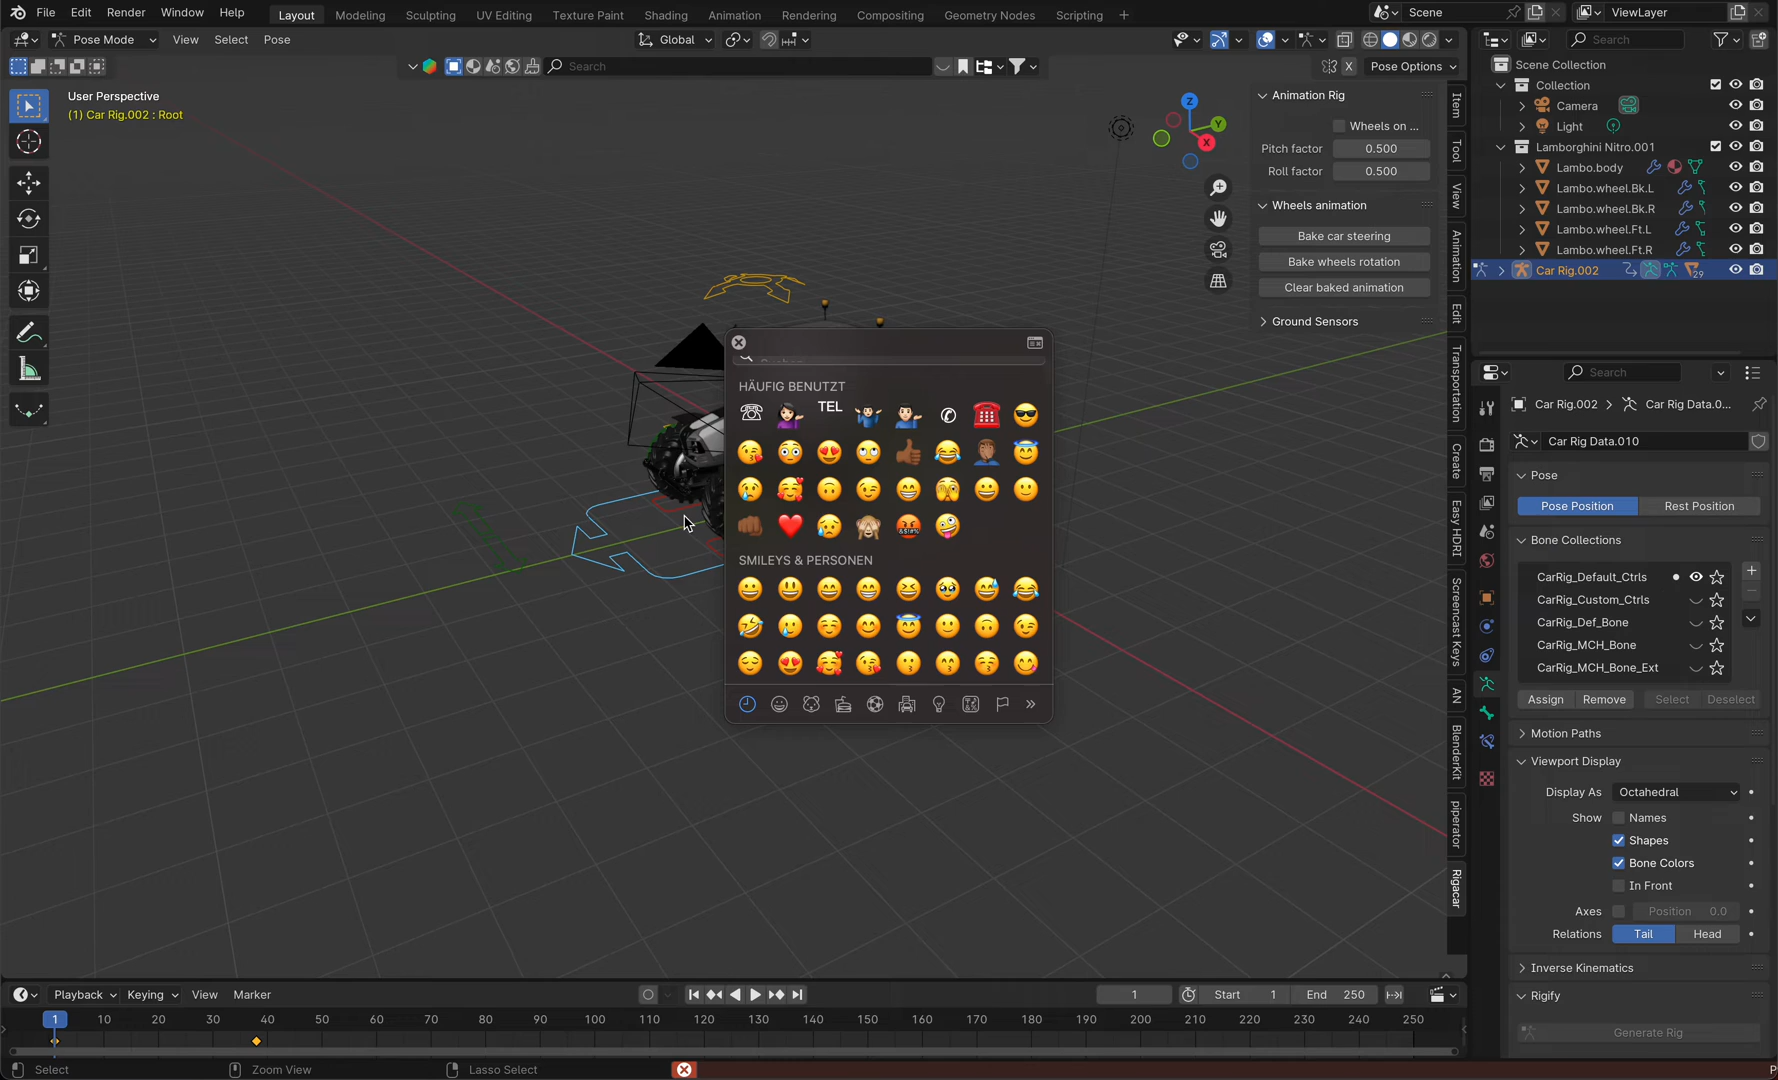 File Edit Render Window Help Layout Modeling Sculpting UV Editing Texture Paint Shading Animation Rendering Compositing Geometry Nodes Scripting + Scene ViewLayer
Pose Mode View Select Pose Global Search
Search X Pose Options
User Perspective
(1) Car Rig.002 : Root
Z
Y
X
Animation Rig
Wheels on ...
Pitch factor 0.500
Roll factor 0.500
Wheels animation
Bake car steering
Bake wheels rotation
Clear baked animation
Ground Sensors
Item
Tool
View
Animation
Edit
Transportation
Create
Easy HDRI
Screencast Keys
AN
BlenderKit
piperator
Rigacar
Scene Collection
Collection
Camera
Light
Lamborghini Nitro.001
Lambo.body
Lambo.wheel.Bk.L
Lambo.wheel.Bk.R
Lambo.wheel.Ft.L
Lambo.wheel.Ft.R
Car Rig.002 29
Search
Car Rig.002 > Car Rig Data.0...
Car Rig Data.010
Pose
Pose Position Rest Position
Bone Collections
CarRig_Default_Ctrls
CarRig_Custom_Ctrls
CarRig_Def_Bone
CarRig_MCH_Bone
CarRig_MCH_Bone_Ext
Assign Remove Select Deselect
Motion Paths
Viewport Display
Display As Octahedral
Show Names
Shapes
Bone Colors
In Front
Axes Position 0.0
Relations Tail Head
Inverse Kinematics
Rigify
Generate Rig
HÄUFIG BENUTZT
TEL
SMILEYS & PERSONEN
Playback Keying View Marker 1 Start 1 End 250
1 10 20 30 40 50 60 70 80 90 100 110 120 130 140 150 160 170 180 190 200 210 220 230 240 250
Select Zoom View Lasso Select P